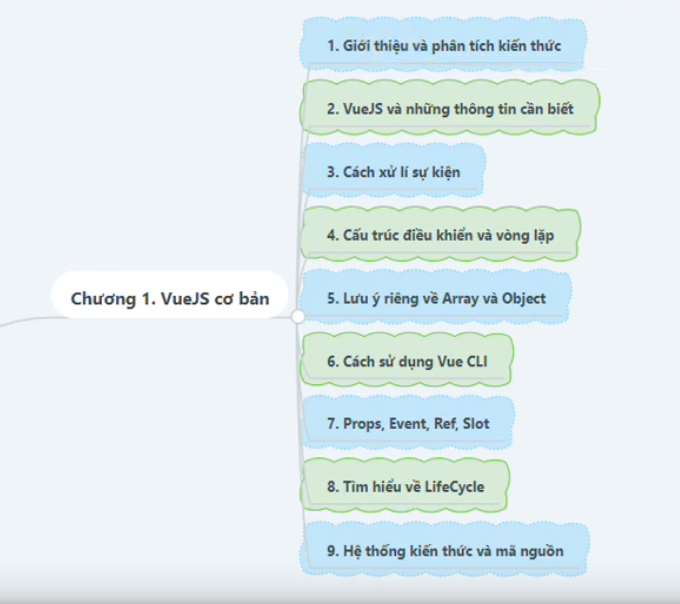 1. Giới thiệu và phân tích kiến thức
2. VueJS và những thông tin cần biết
3. Cách xử lí sự kiện
4. Cấu trúc điều khiển và vòng lặp
Chương 1. VueJS cơ bản
5. Lưu ý riêng về Array và Object
6. Cách sử dụng Vue CLI
7. Props, Event, Ref, Slot
8. Tìm hiểu về LifeCycle
9. Hệ thống kiến thức và mã nguồn